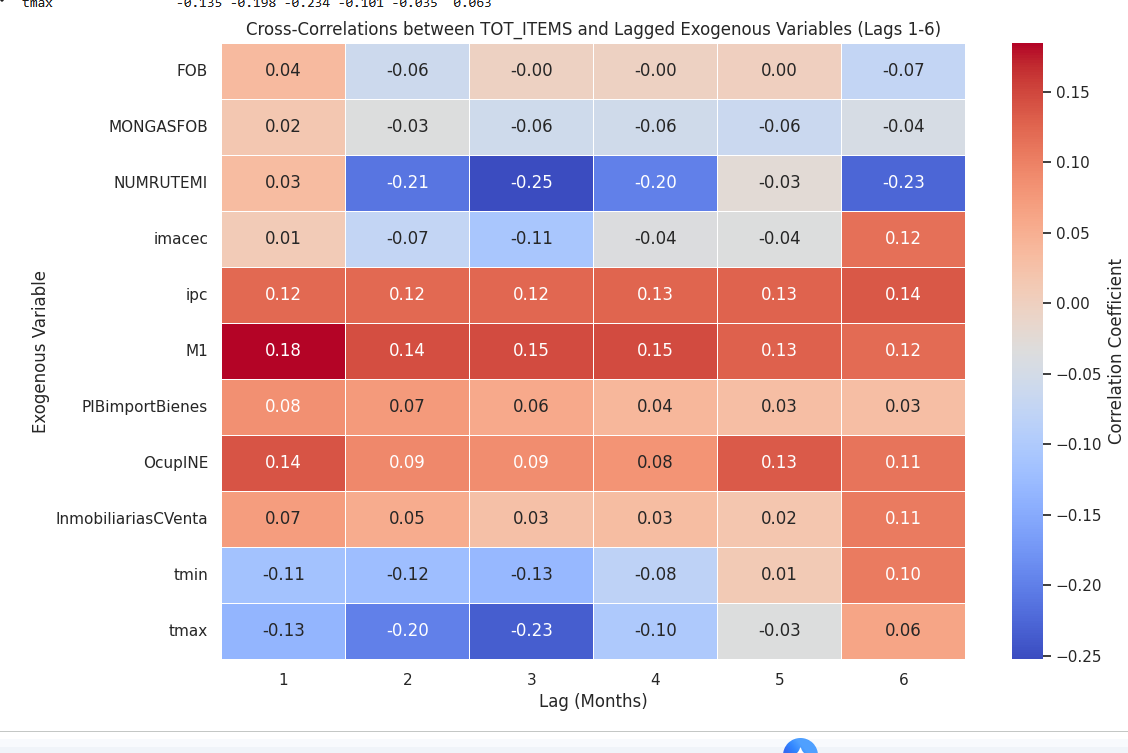 tmax -0.135 -0.198 -0.234 -0.101 -0.035 0.063
Cross-Correlations between TOT_ITEMS and Lagged Exogenous Variables (Lags 1-6)
FOB 0.04 -0.06 -0.00 -0.00 0.00 -0.07
MONGASFOB 0.02 -0.03 -0.06 -0.06 -0.06 -0.04
NUMRUTEMI 0.03 -0.21 -0.25 -0.20 -0.03 -0.23
imacec 0.01 -0.07 -0.11 -0.04 -0.04 0.12
ipc 0.12 0.12 0.12 0.13 0.13 0.14
M1 0.18 0.14 0.15 0.15 0.13 0.12
PIBimportBienes 0.08 0.07 0.06 0.04 0.03 0.03
OcupINE 0.14 0.09 0.09 0.08 0.13 0.11
InmobiliariasCVenta 0.07 0.05 0.03 0.03 0.02 0.11
tmin -0.11 -0.12 -0.13 -0.08 0.01 0.10
tmax -0.13 -0.20 -0.23 -0.10 -0.03 0.06
1 2 3 4 5 6
Lag (Months)
Exogenous Variable
0.15
0.10
0.05
0.00
−0.05
−0.10
−0.15
−0.20
−0.25
Correlation Coefficient